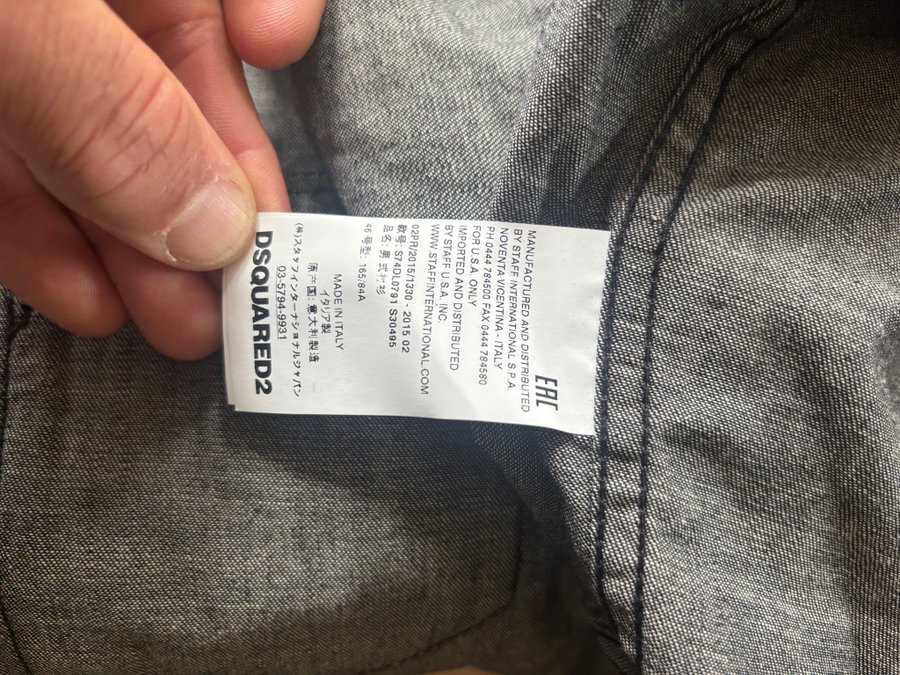 EAC
MANUFACTURED AND DISTRIBUTED
BY STAFF INTERNATIONAL S.P.A.
NOVENTA VICENTINA - ITALY
PH 0444 784500 FAX 0444 784580
FOR U.S.A. ONLY
IMPORTED AND DISTRIBUTED
BY STAFF U.S.A. INC.
WWW.STAFFINTERNATIONAL.COM
02PR/2015/1330 - 2015 02
款号: S74DL0791 S30495
品名: 男式衬衫
46 号型: 165/84A
MADE IN ITALY
イタリア製
原产国: 意大利製造
(株)スタッフインターナショナルジャパン
03-5794-9931
DSQUARED2